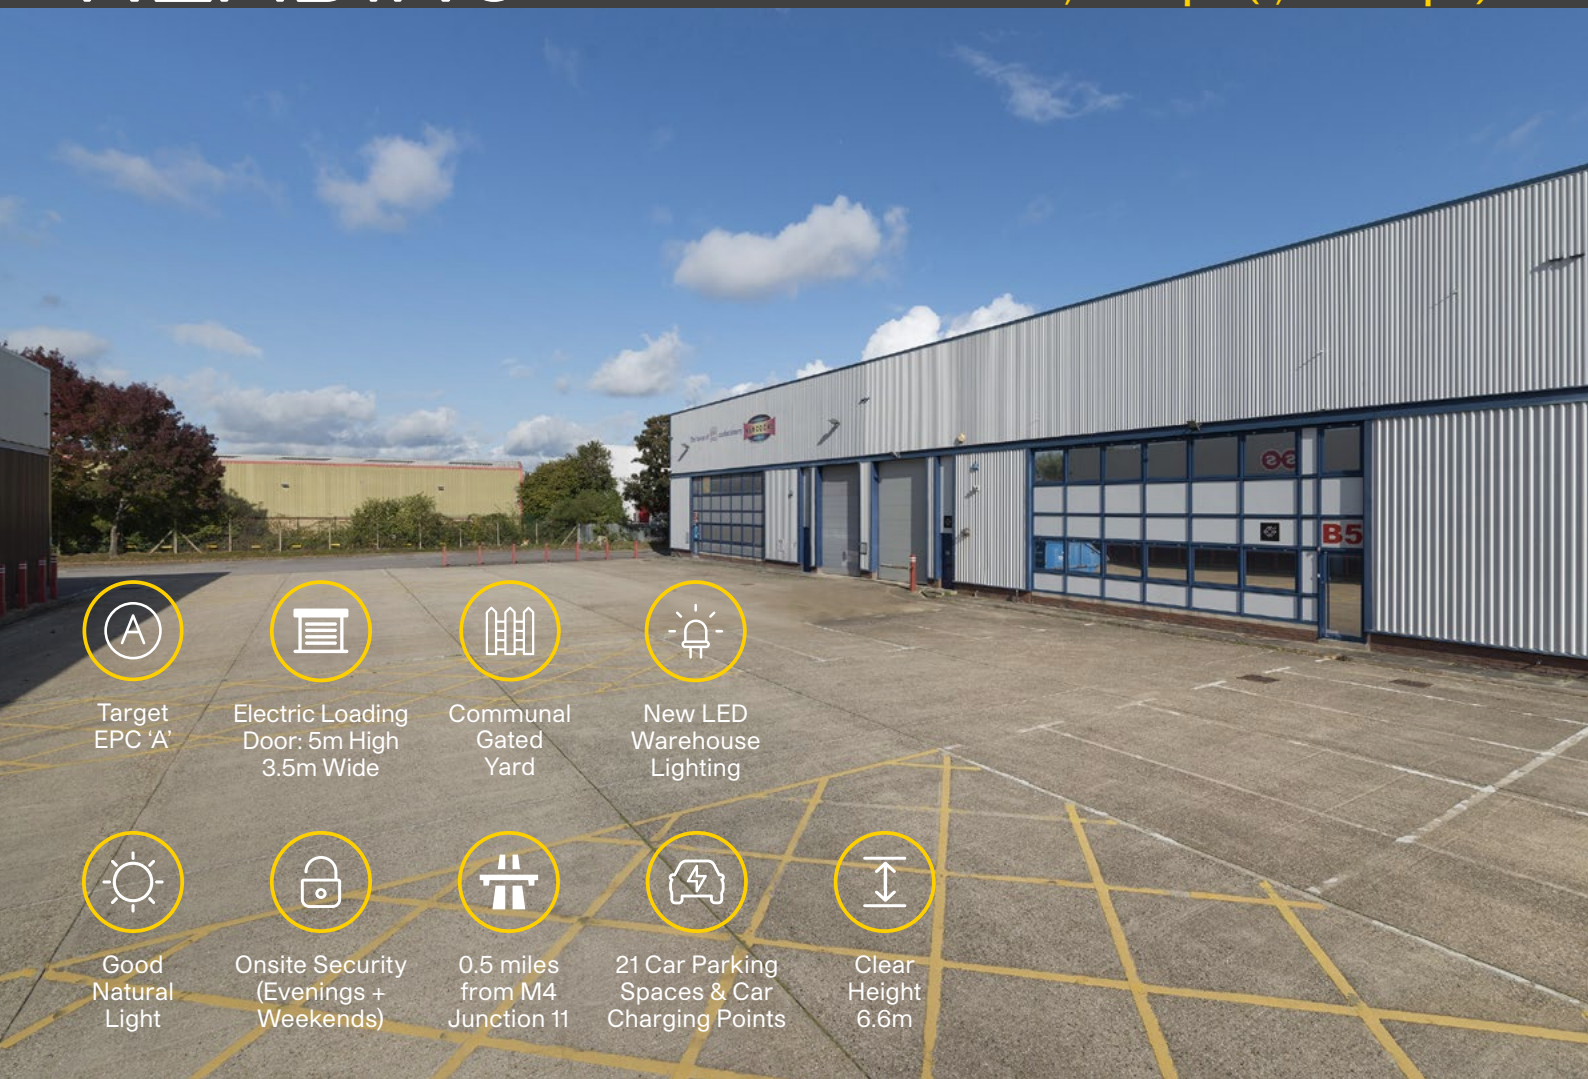 B5
A
Target
EPC ‘A’
Electric Loading
Door: 5m High
3.5m Wide
Communal
Gated
Yard
New LED
Warehouse
Lighting
Good
Natural
Light
Onsite Security
(Evenings +
Weekends)
0.5 miles
from M4
Junction 11
21 Car Parking
Spaces & Car
Charging Points
Clear
Height
6.6m